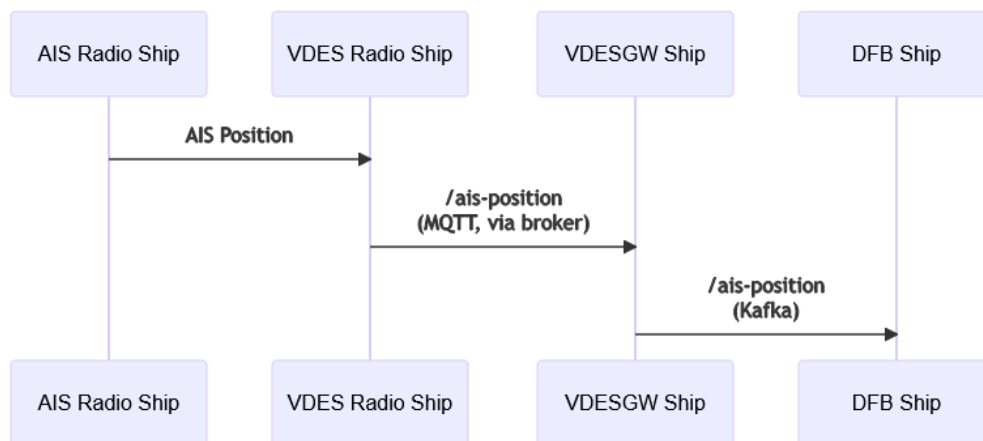 AIS Radio Ship
VDES Radio Ship
VDESGW Ship
DFB Ship
AIS Position
/ais-position
(MQTT, via broker)
/ais-position
(Kafka)
AIS Radio Ship
VDES Radio Ship
VDESGW Ship
DFB Ship